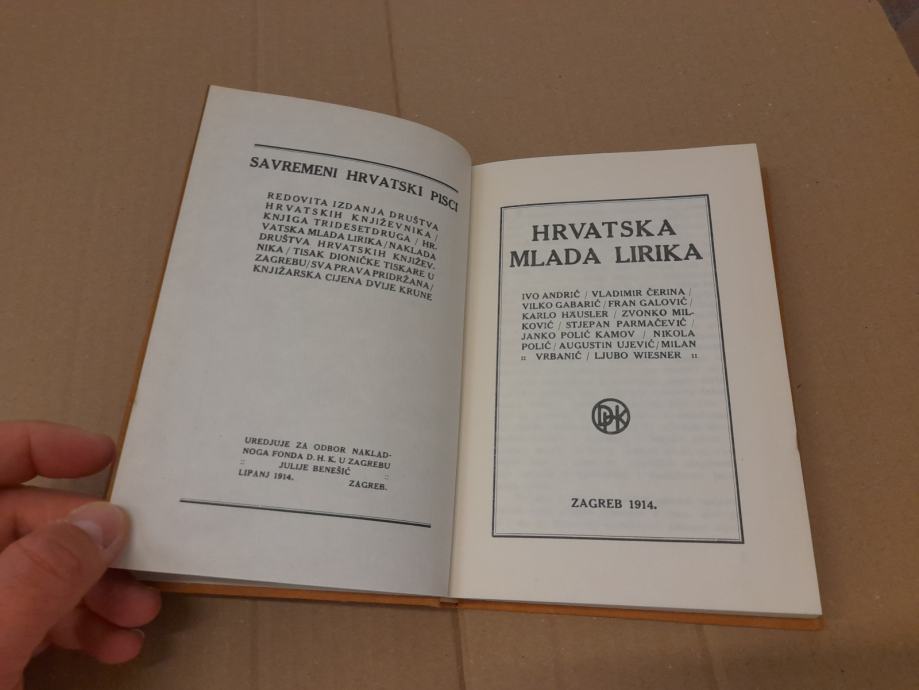 SAVREMENI HRVATSKI PISCI
REDOVITA IZDANJA DRUŠTVA
HRVATSKIH KNJIŽEVNIKA /
KNJIGA TRIDESETDRUGA / HR-
VATSKA MLADA LIRIKA / NAKLADA
DRUŠTVA HRVATSKIH KNJIŽEV-
NIKA / TISAK DIONIČKE TISKARE U
ZAGREBU / SVA PRAVA PRIDRŽANA /
KNJIŽARSKA CIJENA DVIJE KRUNE
UREDJUJE ZA ODBOR NAKLAD-
NOGA FONDA D. H. K. U ZAGREBU
:: JULIJE BENEŠIĆ ::
LIPANJ 1914. ZAGREB.
HRVATSKA
MLADA LIRIKA
IVO ANDRIĆ / VLADIMIR ČERINA /
VILKO GABARIĆ / FRAN GALOVIĆ /
KARLO HÄUSLER / ZVONKO MIL-
KOVIĆ / STJEPAN PARMAČEVIĆ /
JANKO POLIĆ KAMOV / NIKOLA
POLIĆ / AUGUSTIN UJEVIĆ / MILAN
:: VRBANIĆ / LJUBO WIESNER ::
DHK
ZAGREB 1914.